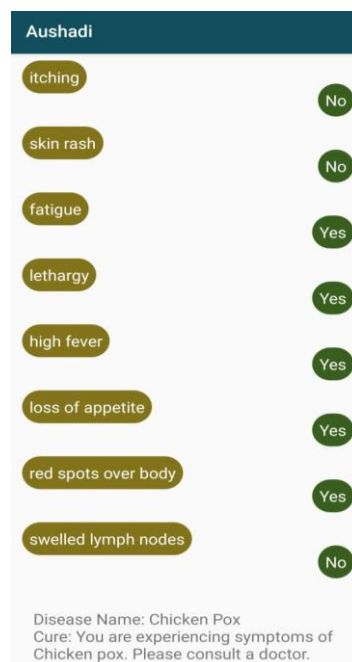 Aushadi
itching
No
skin rash
No
fatigue
Yes
lethargy
Yes
high fever
Yes
loss of appetite
Yes
red spots over body
Yes
swelled lymph nodes
No
Disease Name: Chicken Pox
Cure: You are experiencing symptoms of
Chicken pox. Please consult a doctor.